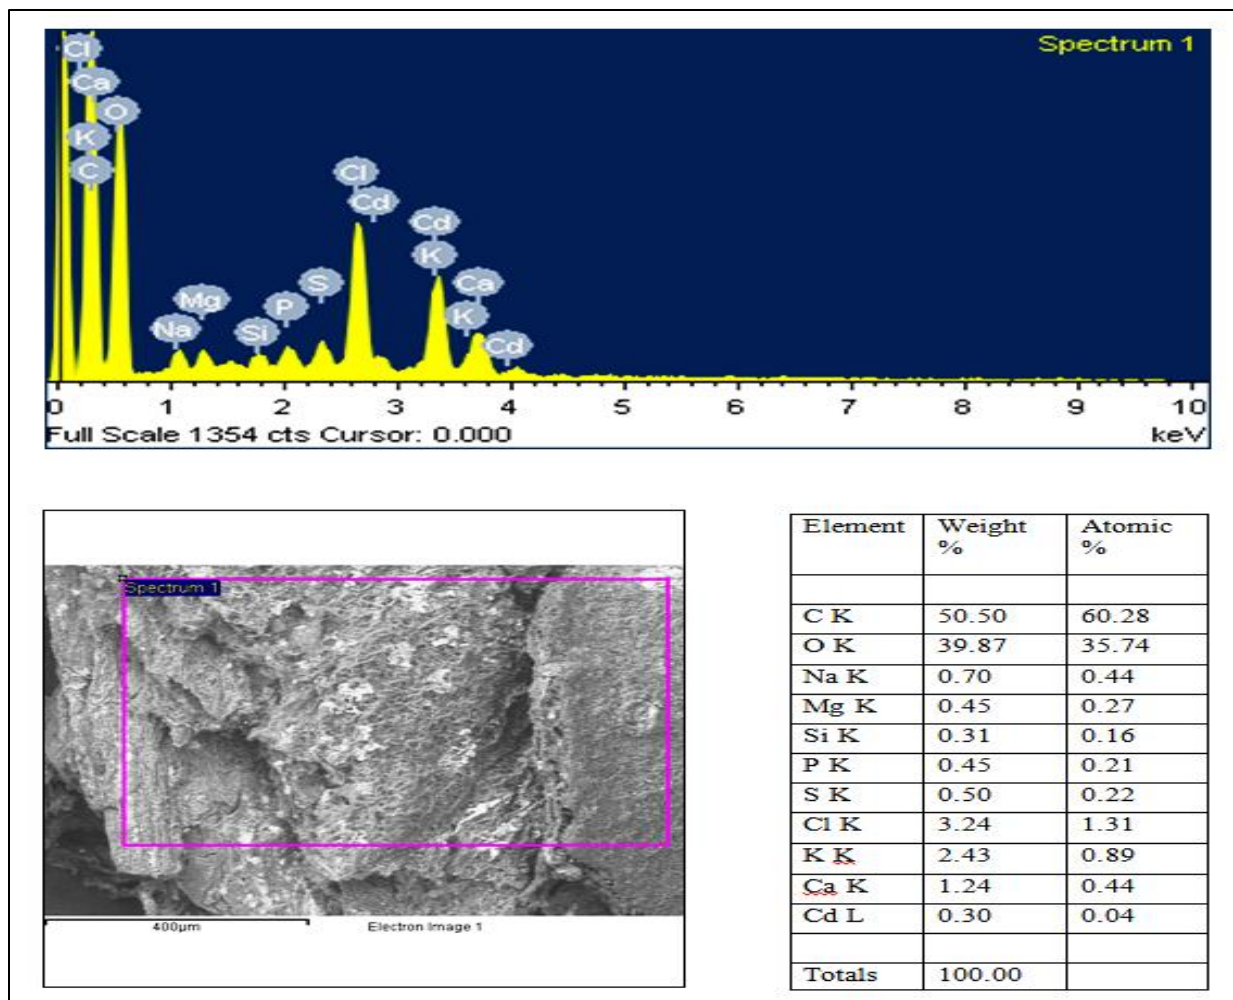 Spectrum 1
Cl
Ca
O
K
C
Cl
Cd
Cd
K
S
Ca
Mg
P
K
Na
Si
Cd
0 1 2 3 4 5 6 7 8 9 10
Full Scale 1354 cts Cursor: 0.000 keV
Spectrum 1
400µm Electron Image 1
Element Weight % Atomic %
C K 50.50 60.28
O K 39.87 35.74
Na K 0.70 0.44
Mg K 0.45 0.27
Si K 0.31 0.16
P K 0.45 0.21
S K 0.50 0.22
Cl K 3.24 1.31
K K 2.43 0.89
Ca K 1.24 0.44
Cd L 0.30 0.04
Totals 100.00